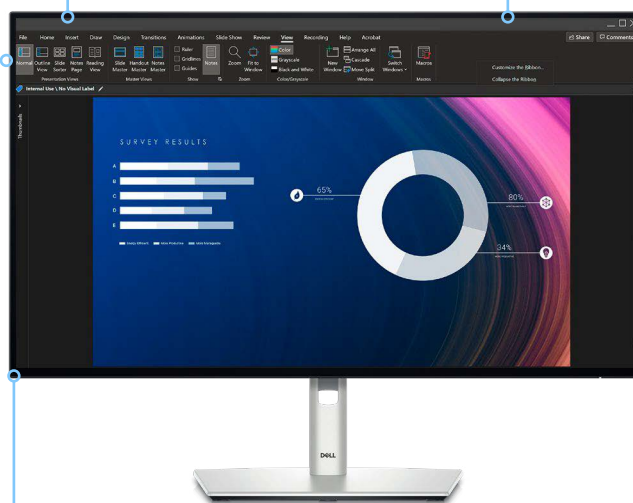 File Home Insert Draw Design Transitions Animations Slide Show Review View Recording Help Acrobat Share Comments
Normal Outline View Slide Sorter Notes Page Reading View
Presentation Views
Slide Master Handout Master Notes Master
Master Views
Ruler
Gridlines
Guides
Show
Notes
Zoom Fit to Window
Zoom
Color
Grayscale
Black and White
Color/Grayscale
New Window
Arrange All
Cascade
Move Split
Switch Windows
Window
Macros
Macros
Customize the Ribbon...
Collapse the Ribbon
Internal Use \ No Visual Label
Thumbnails
SURVEY RESULTS
A
B
C
D
E
65%
80%
34%
DELL